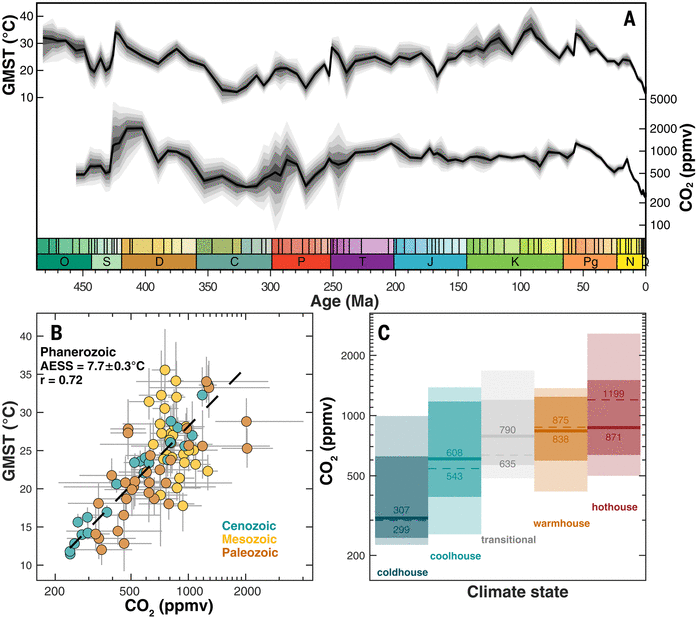 A
GMST (°C)
40
30
20
10
5000
2000
1000
500
200
100
CO2 (ppmv)
O S D C P T J K Pg N Q
450 400 350 300 250 200 150 100 50 0
Age (Ma)
B
Phanerozoic
AESS = 7.7±0.3°C
r = 0.72
GMST (°C)
40
35
30
25
20
15
10
Cenozoic
Mesozoic
Paleozoic
200 500 1000 2000
CO2 (ppmv)
C
CO2 (ppmv)
2000
1000
500
200
307
299
coldhouse
608
543
coolhouse
790
635
transitional
875
838
warmhouse
1199
871
hothouse
Climate state